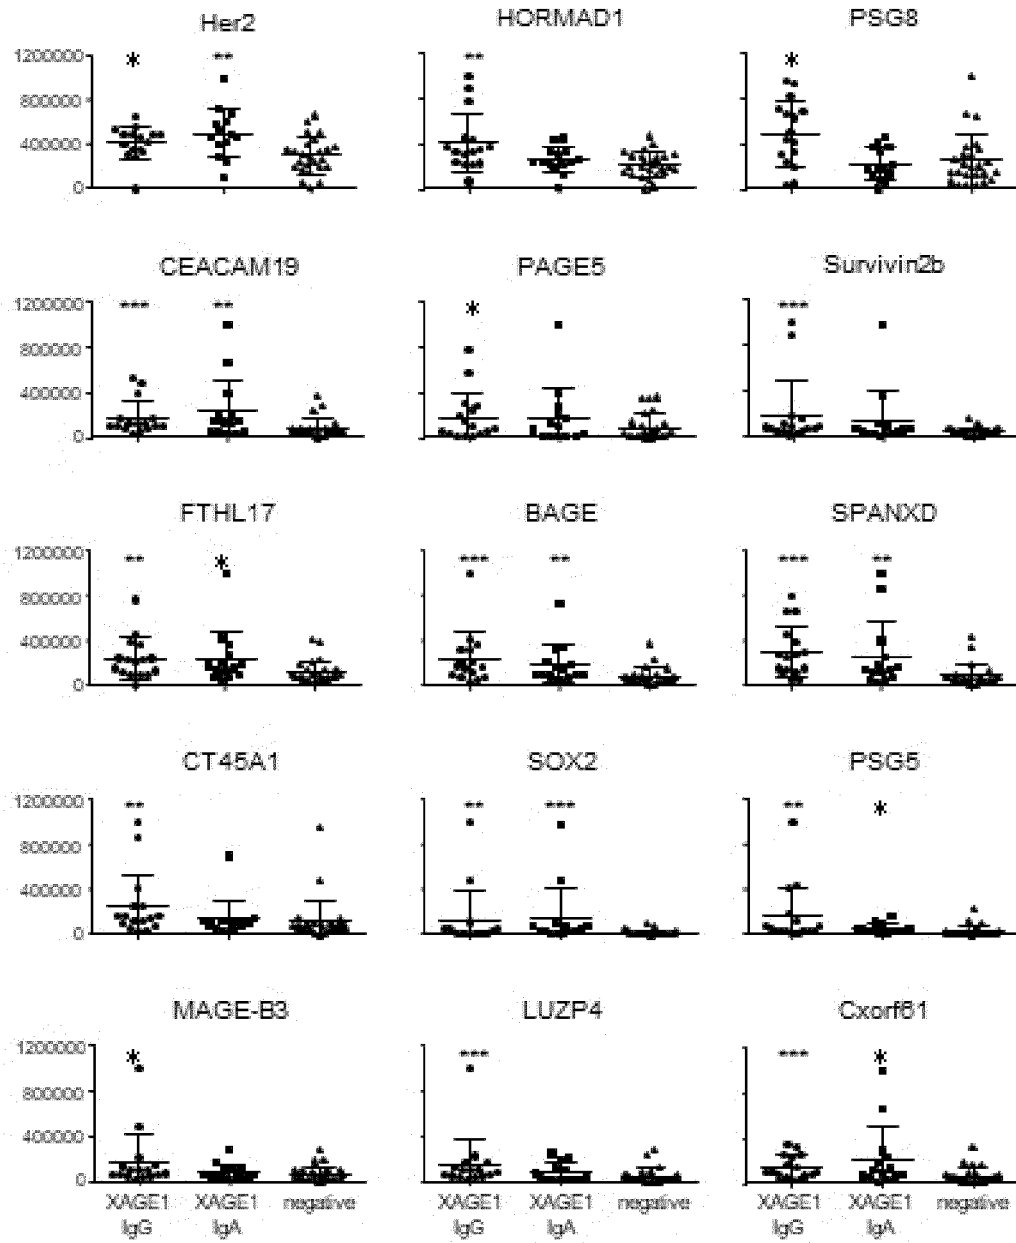 Her2 HORMAD1 PSG8
* ** ** *
1200000
800000
400000
0
CEACAM19 PAGE5 Survivin2b
*** ** * ***
1200000
800000
400000
0
FTHL17 BAGE SPANXD
** * *** ** *** **
1200000
800000
400000
0
CT45A1 SOX2 PSG5
** ** *** ** *
1200000
800000
400000
0
MAGE-B3 LUZP4 Cxorf61
* *** *** *
1200000
800000
400000
0
XAGE1 XAGE1 negative XAGE1 XAGE1 negative XAGE1 XAGE1 negative
IgG IgA IgG IgA IgG IgA